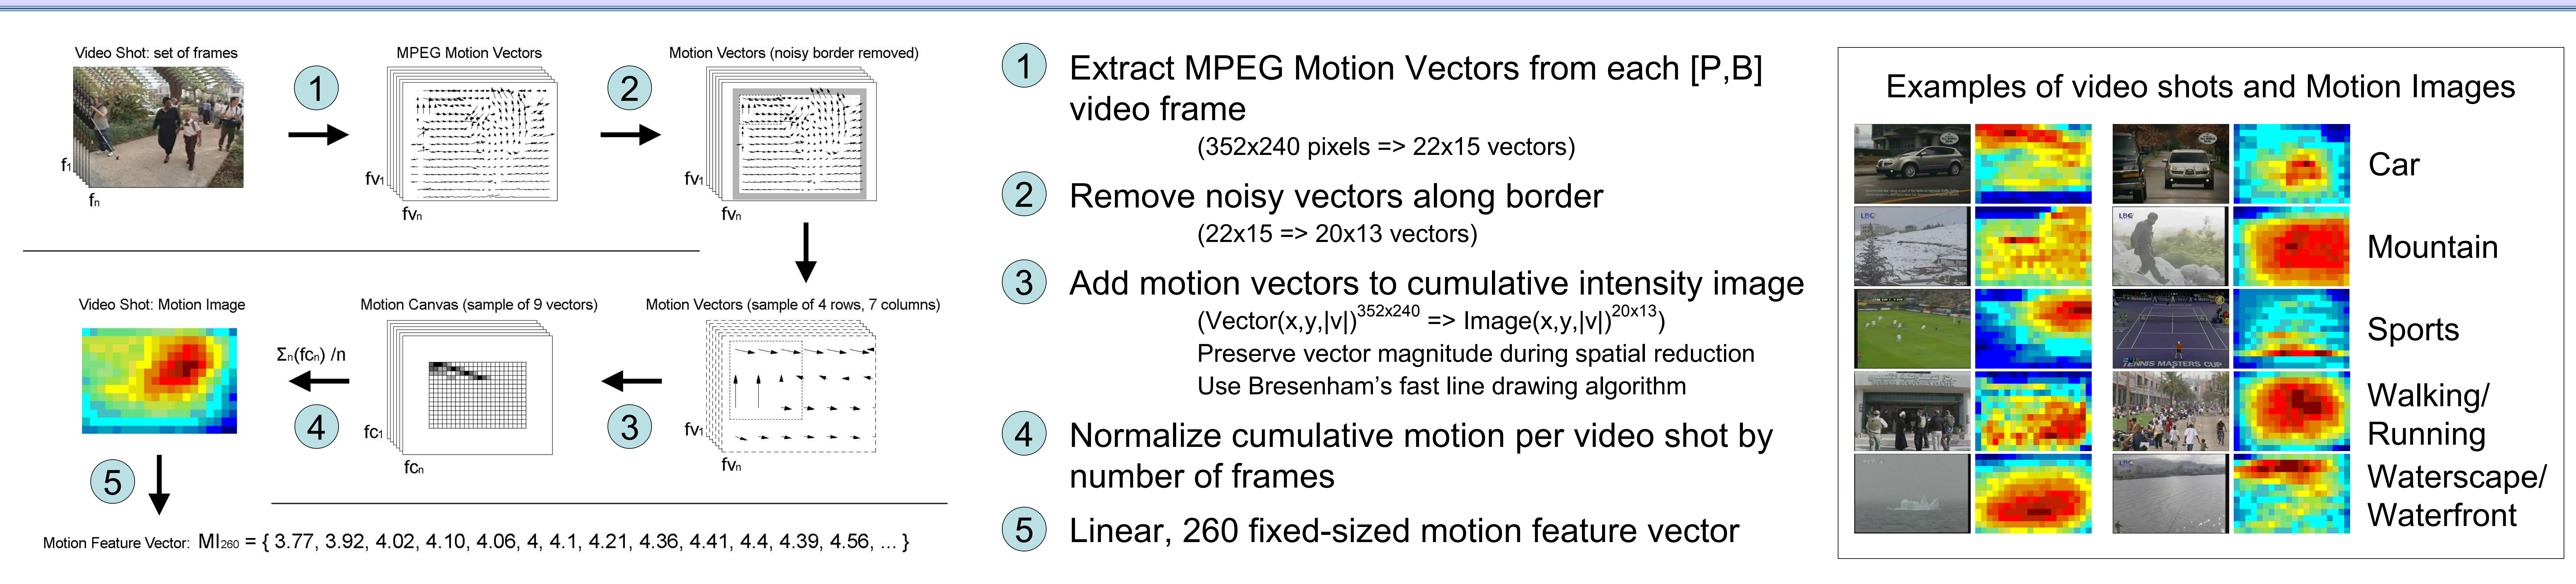 Video Shot: set of frames
MPEG Motion Vectors
Motion Vectors (noisy border removed)
1
2
f1
fn
fv1
fvn
fv1
fvn
Video Shot: Motion Image
Motion Canvas (sample of 9 vectors)
Motion Vectors (sample of 4 rows, 7 columns)
Σn(fcn) /n
4
3
fc1
fcn
fv1
fvn
5
Motion Feature Vector: MI260 = { 3.77, 3.92, 4.02, 4.10, 4.06, 4, 4.1, 4.21, 4.36, 4.41, 4.4, 4.39, 4.56, ... }
1 Extract MPEG Motion Vectors from each [P,B]
video frame
(352x240 pixels => 22x15 vectors)
2 Remove noisy vectors along border
(22x15 => 20x13 vectors)
3 Add motion vectors to cumulative intensity image
(Vector(x,y,|v|)352x240 => Image(x,y,|v|)20x13)
Preserve vector magnitude during spatial reduction
Use Bresenham's fast line drawing algorithm
4 Normalize cumulative motion per video shot by
number of frames
5 Linear, 260 fixed-sized motion feature vector
Examples of video shots and Motion Images
Car
LBC
LBC
Mountain
Sports
TENNIS MASTERS CUP
Walking/
Running
LBC
Waterscape/
Waterfront